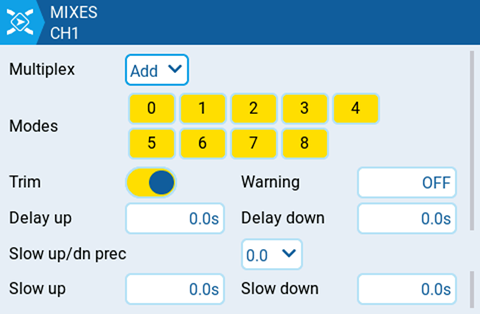 MIXES
CH1
Multiplex Add
Modes 0 1 2 3 4
5 6 7 8
Trim Warning OFF
Delay up 0.0s Delay down 0.0s
Slow up/dn prec 0.0
Slow up 0.0s Slow down 0.0s